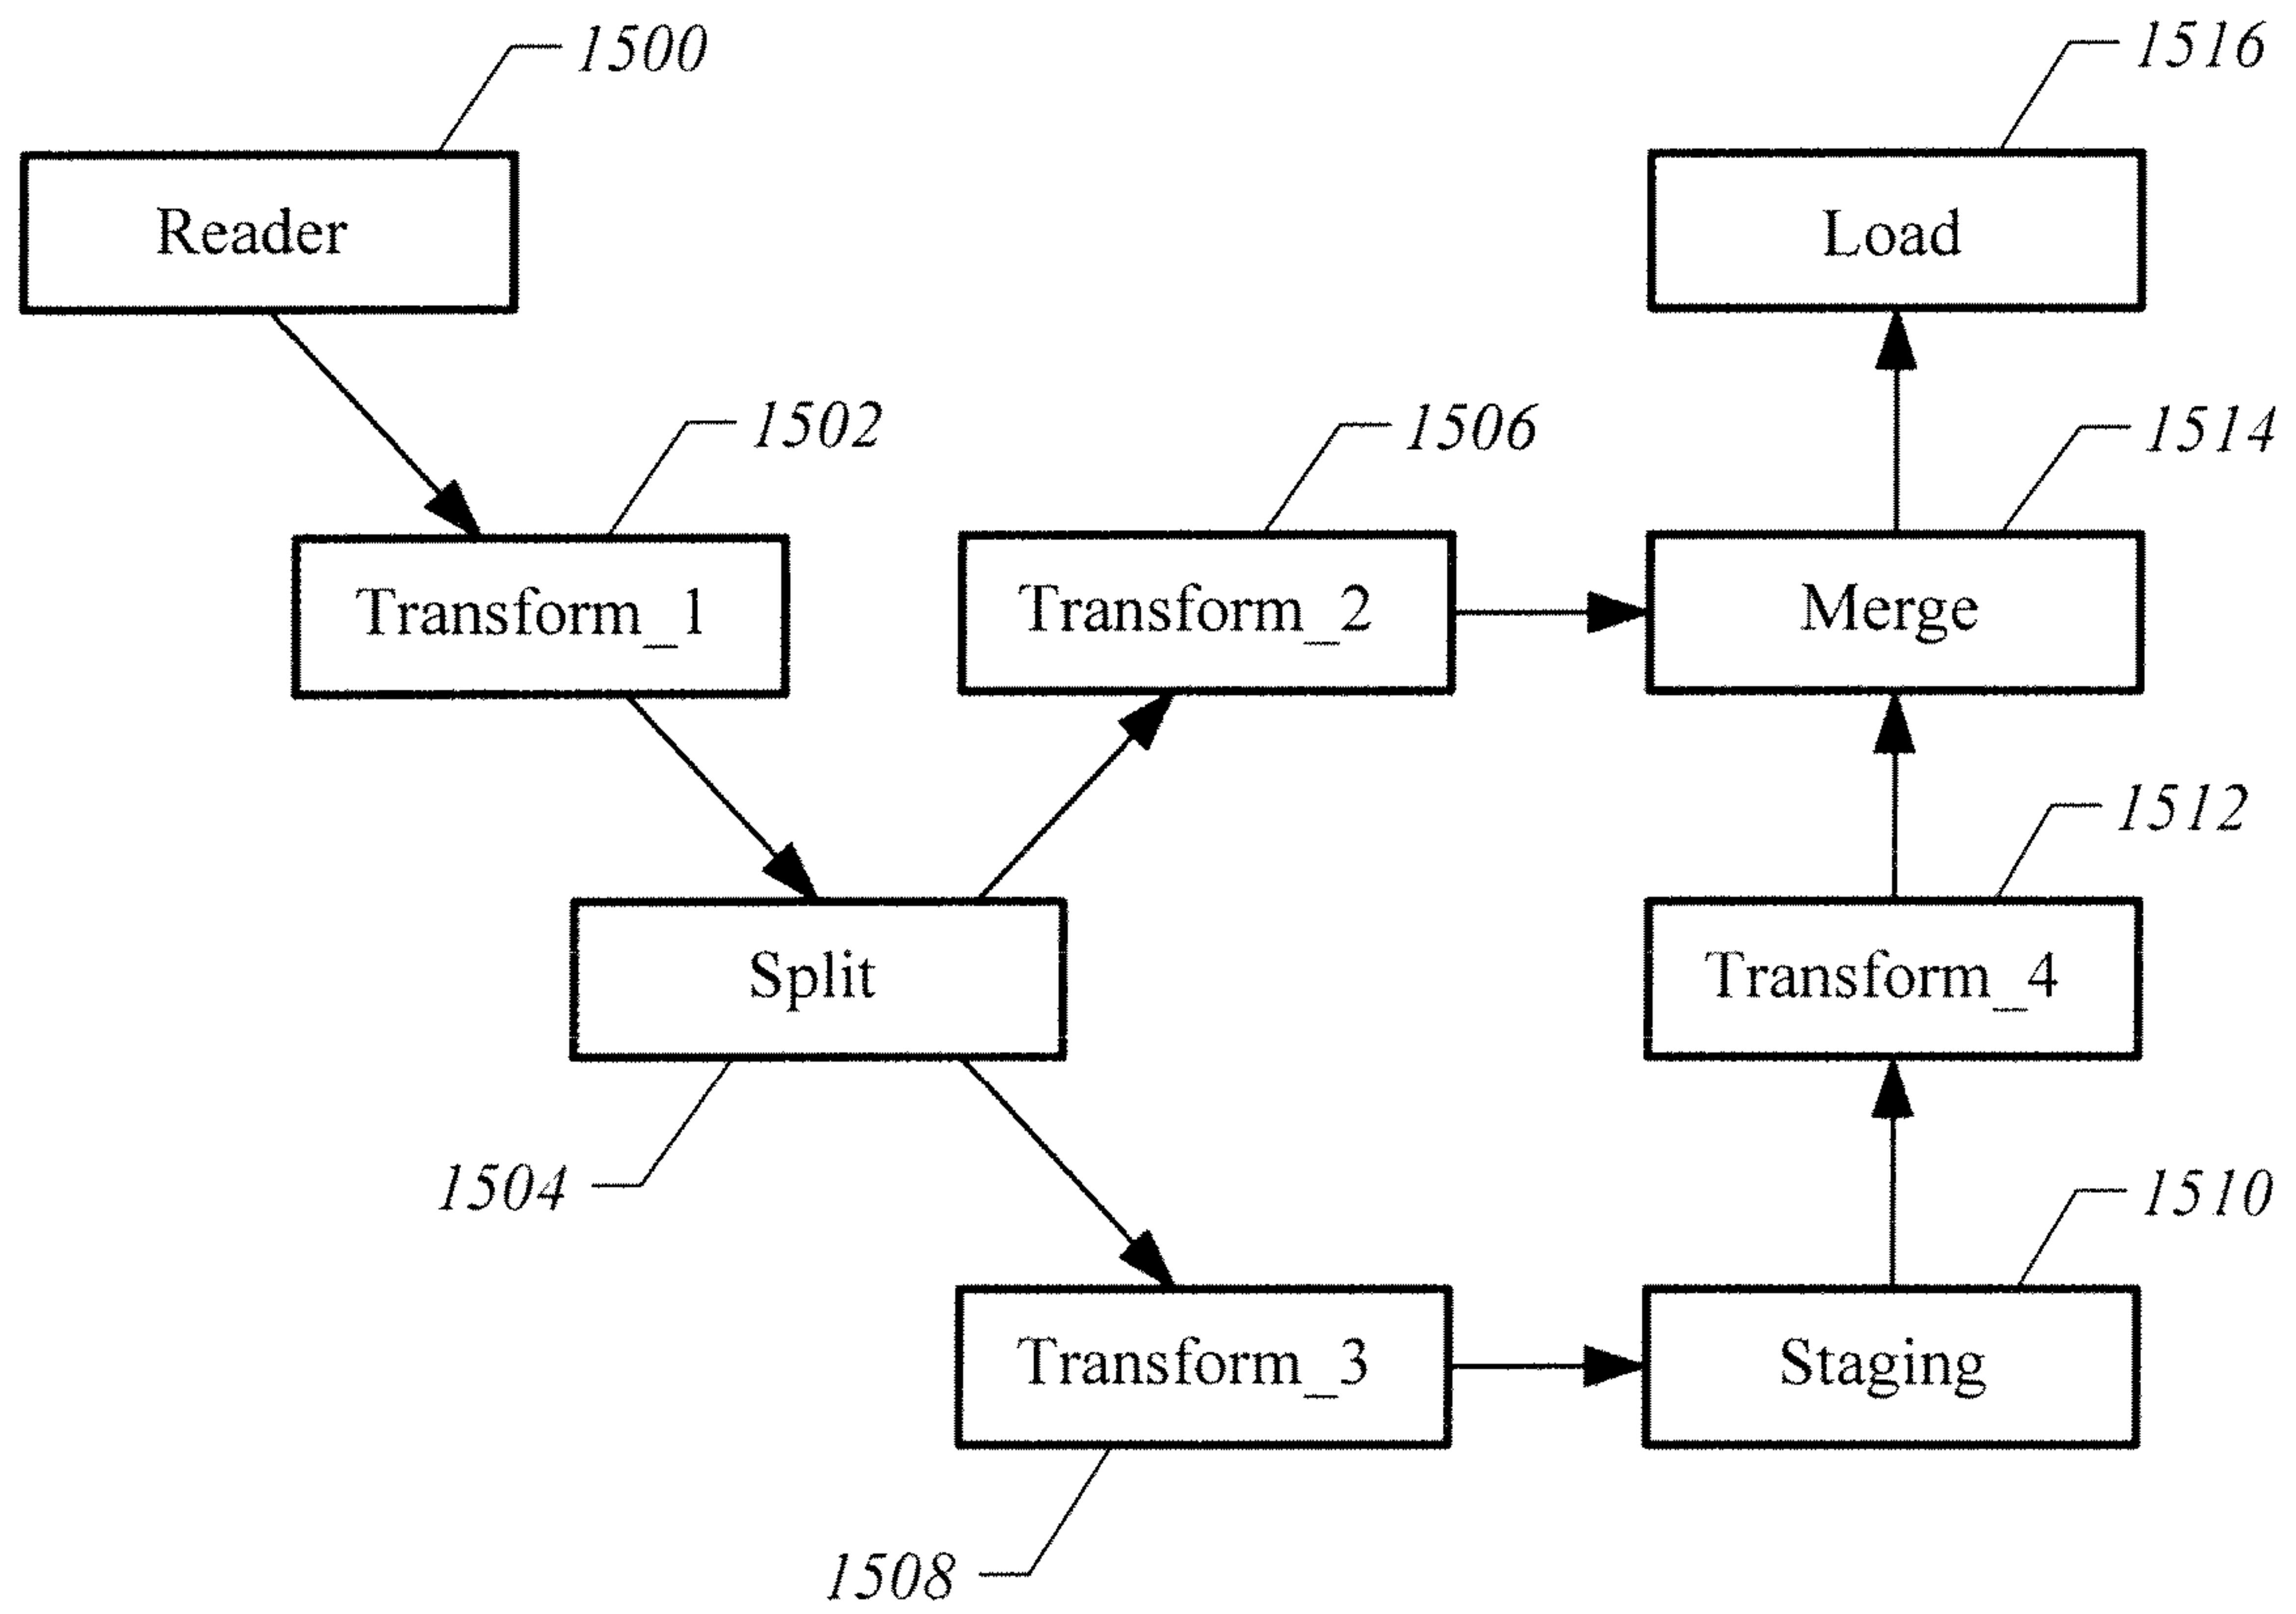 1500
1516
Reader
Load
1502
1506
1514
Transform_1
Transform_2
Merge
1512
Split
Transform_4
1504
1510
Transform_3
Staging
1508